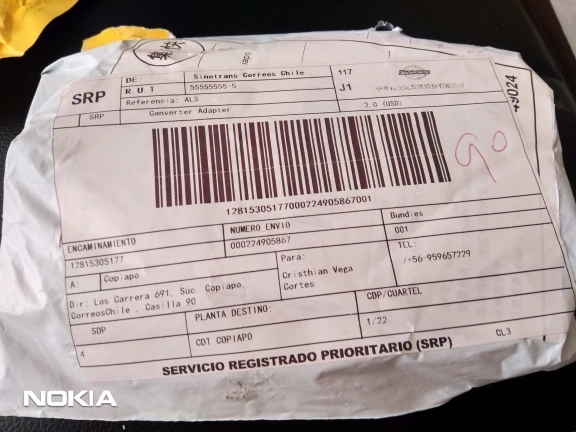 SRP
SRP
DE: Sinotrans Correos Chile
R.U.T 55555555-5
Referencia: ALS
Converter Adapter
117
J1
2.0 (USD)
49024
90
12815305177000224905867001
ENCAMINAMIENTO
12815305177
NUMERO ENVIO
000224905867
Bundles
001
A: Copiapo
Para:
Cristhian Vega
Cortes
TEL:
/+56 959657729
Dir: Los Carrera 691, Suc Copiapo,
CorreosChile . Casilla 90
SDP
4
PLANTA DESTINO:
CDT COPIAPO
CDP/CUARTEL
1/22
CL3
SERVICIO REGISTRADO PRIORITARIO (SRP)
NOKIA